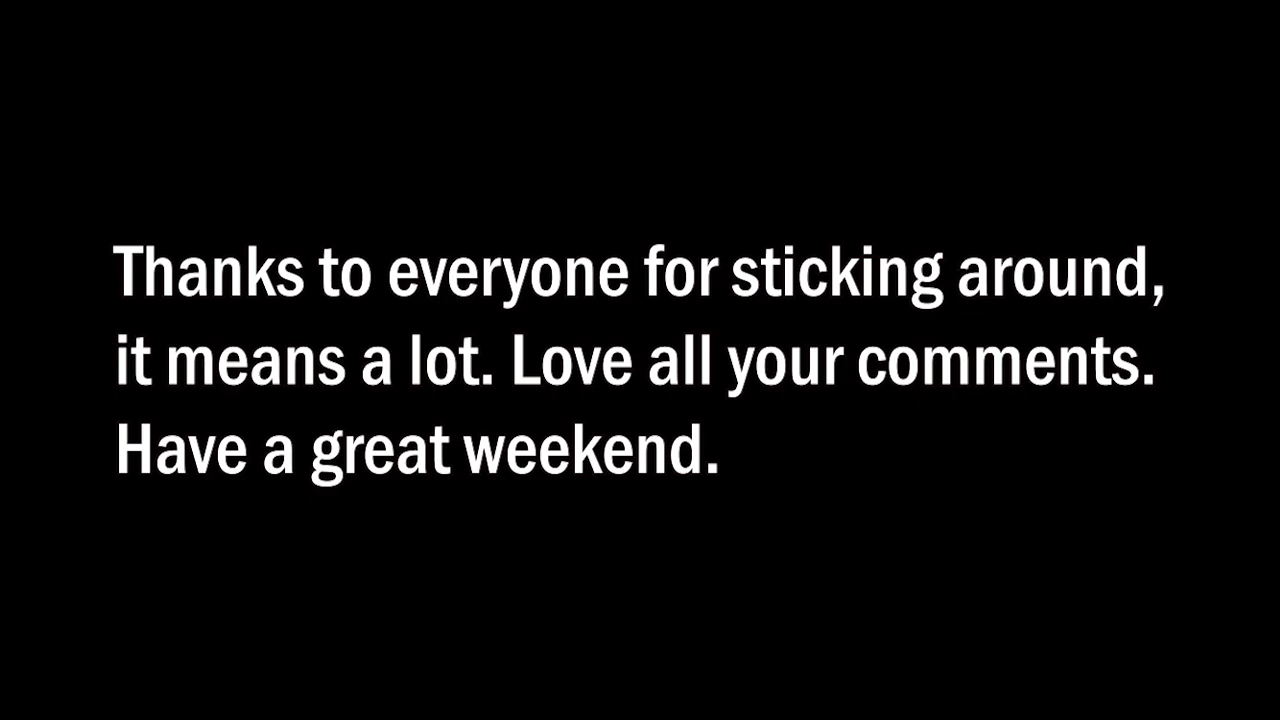 Thanks to everyone for sticking around,
it means a lot. Love all your comments.
Have a great weekend.